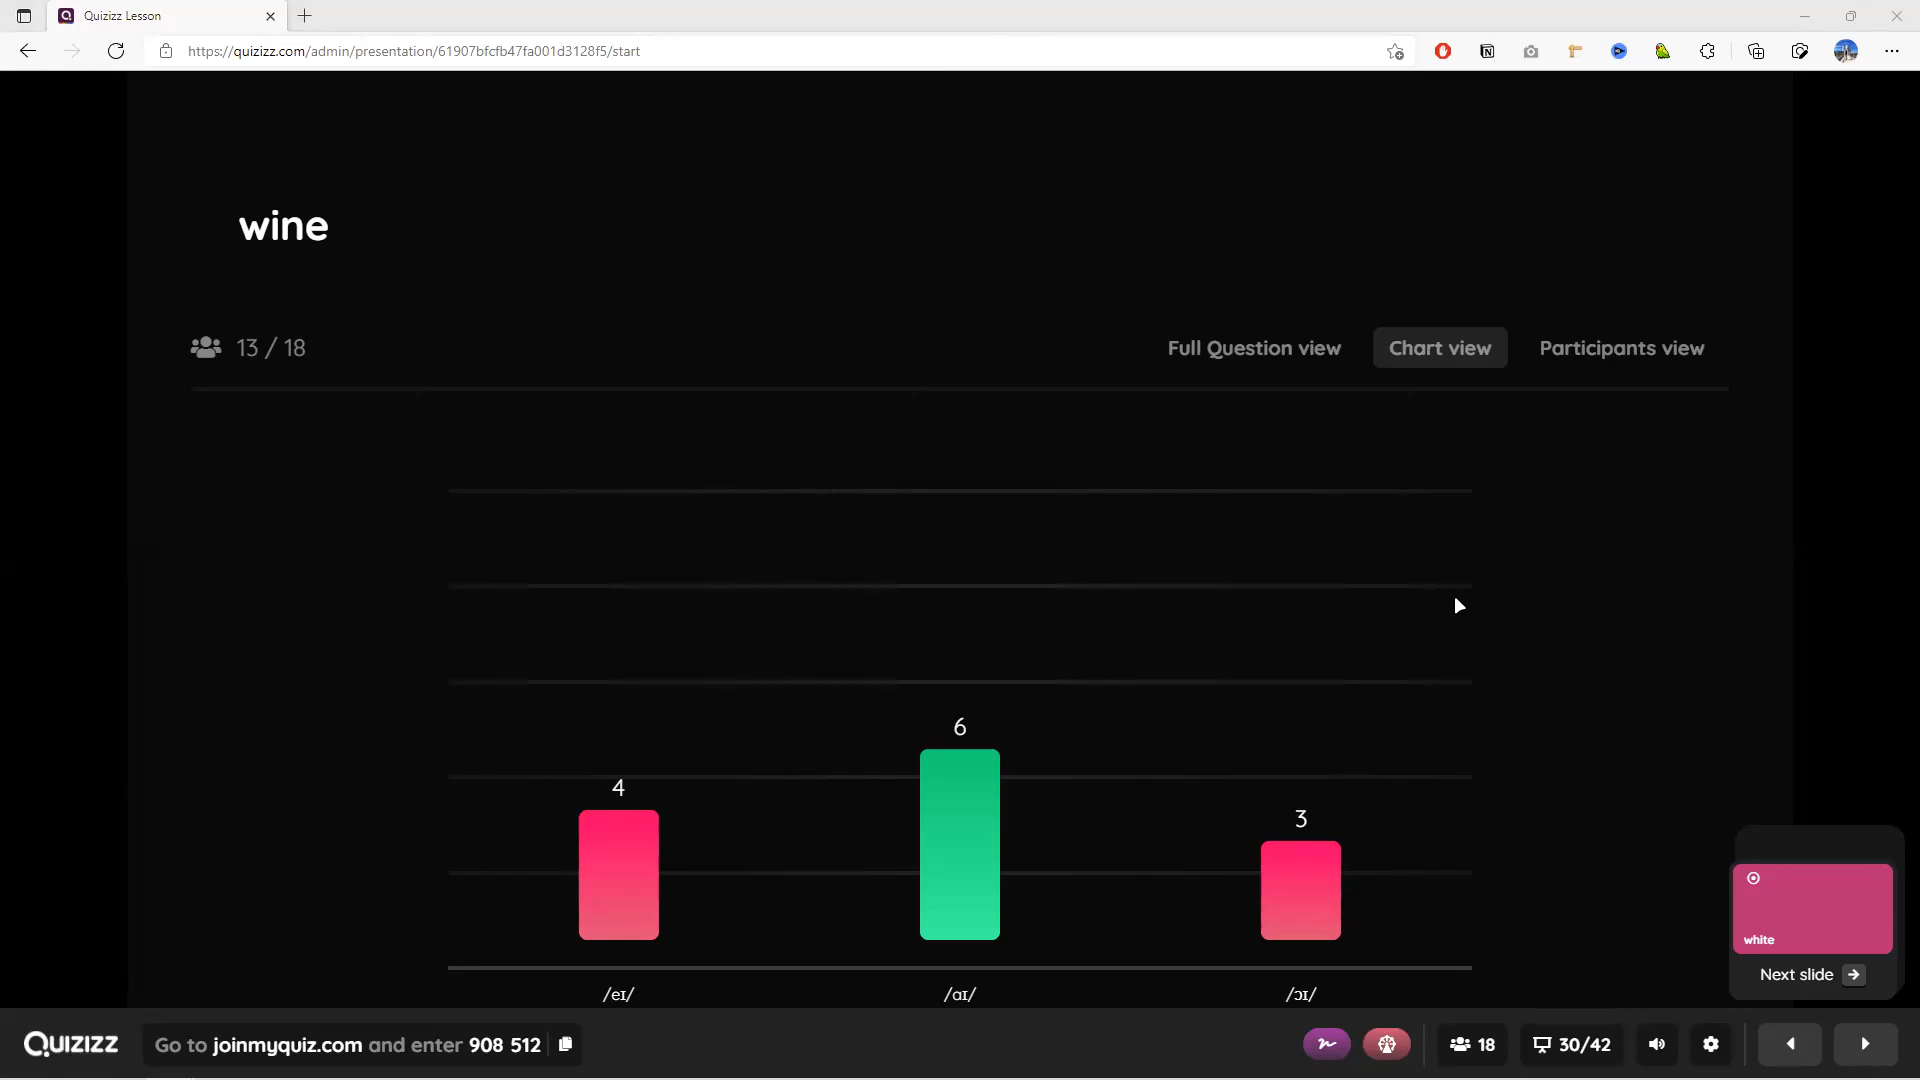 Quizizz Lesson
https://quizizz.com/admin/presentation/61907bfcfb47fa001d3128f5/start
wine
13 / 18
Full Question view
Chart view
Participants view
4
6
3
/eɪ/
/aɪ/
/ɔɪ/
white
Next slide
QUIZIZZ
Go to joinmyquiz.com and enter 908 512
18
30/42